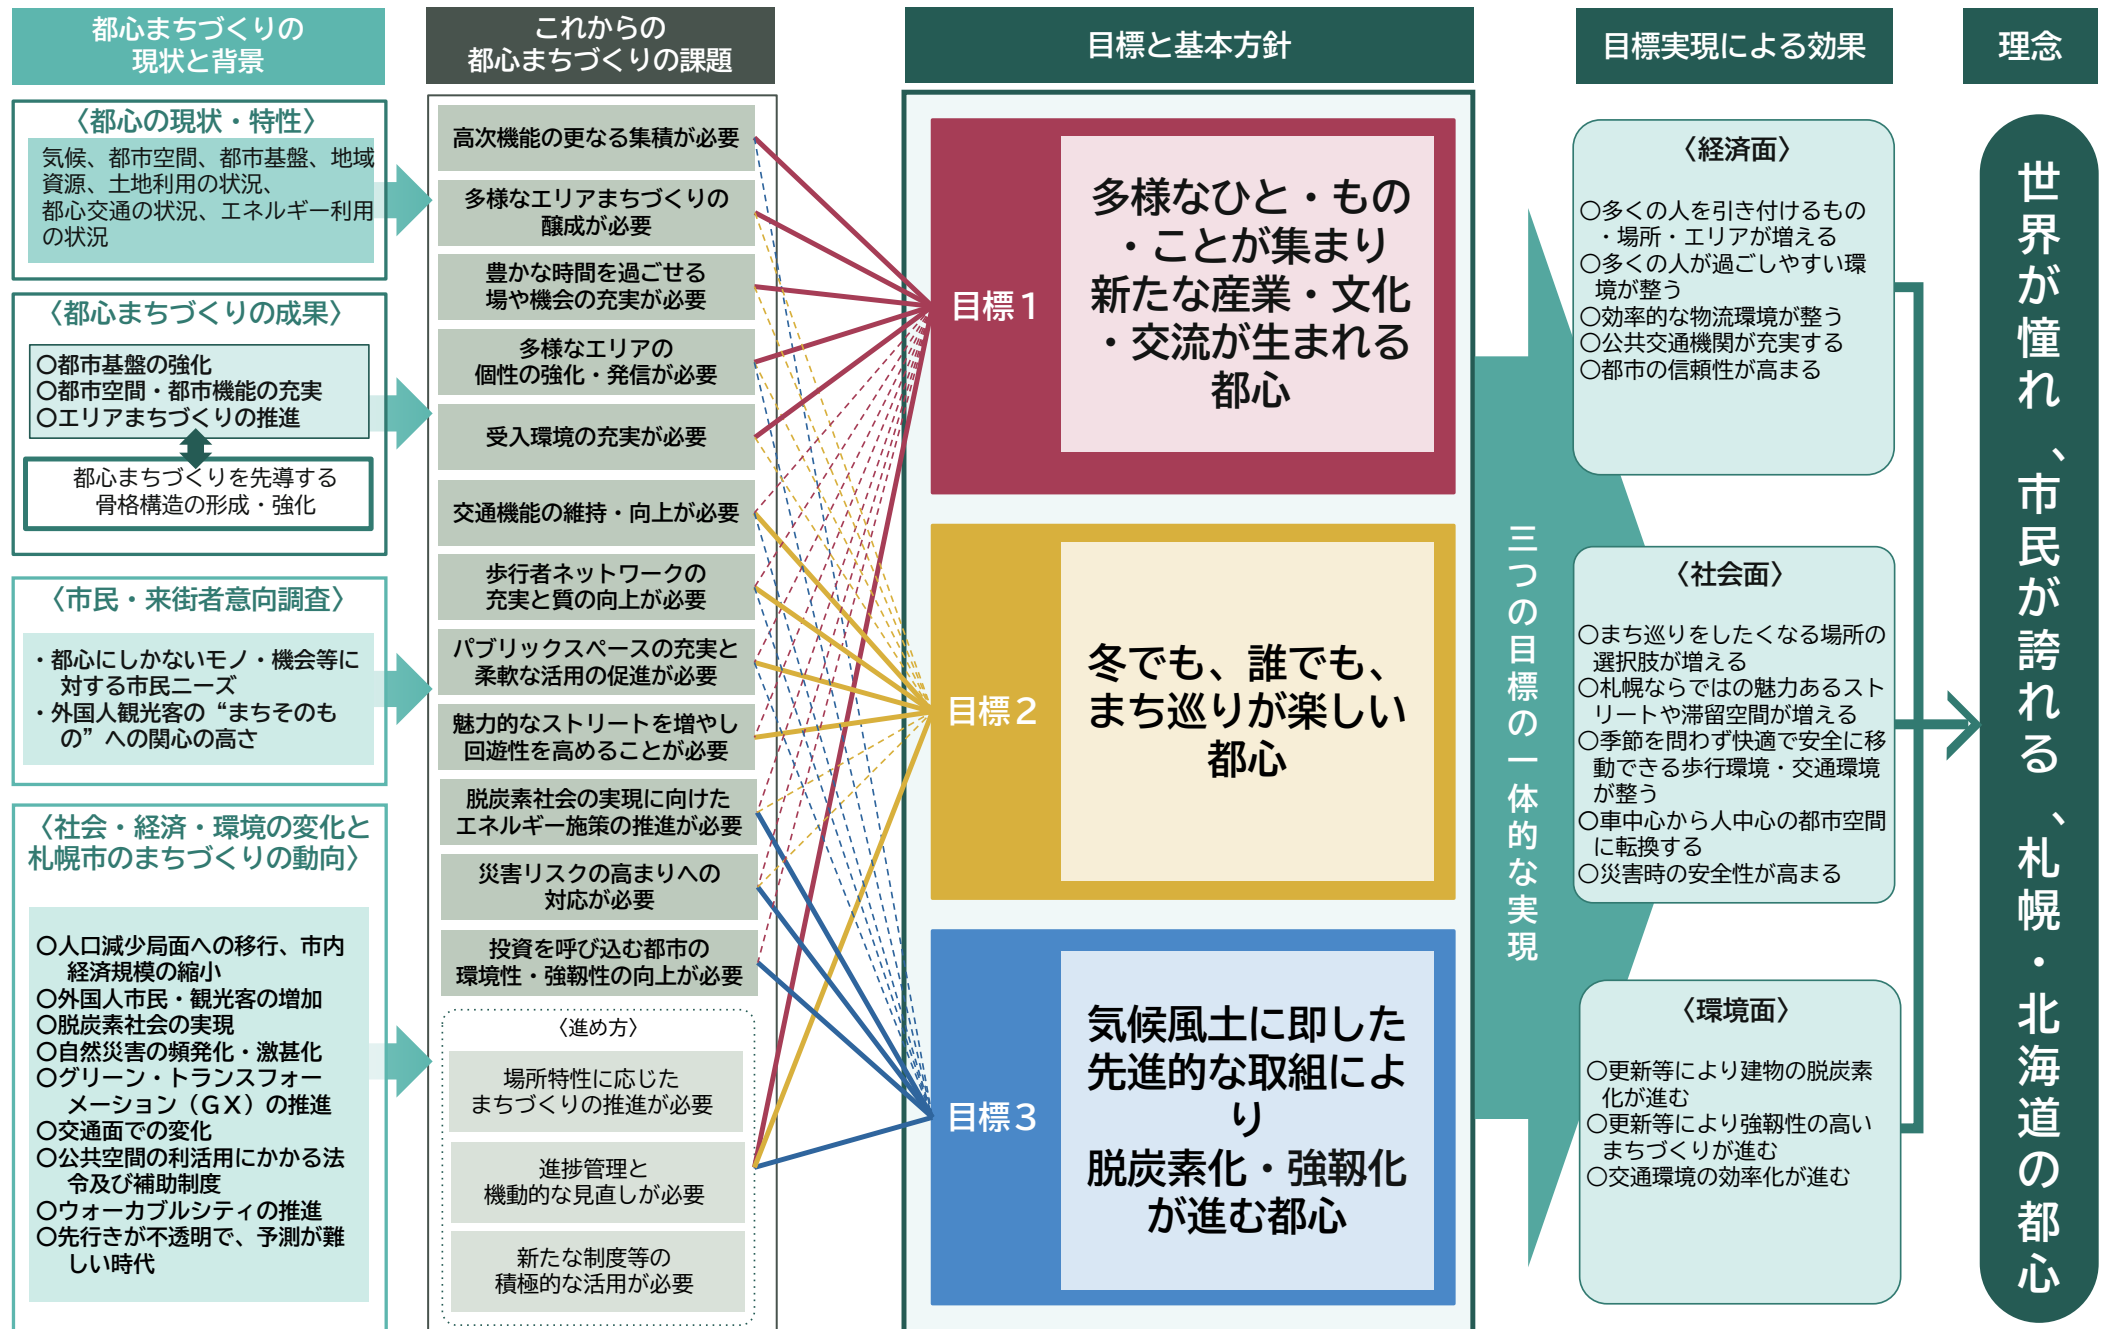 都心まちづくりの
現状と背景
〈都心の現状・特性〉
気候、都市空間、都市基盤、地域
資源、土地利用の状況、
都心交通の状況、エネルギー利用
の状況
〈都心まちづくりの成果〉
〇都市基盤の強化
〇都市空間・都市機能の充実
〇エリアまちづくりの推進
都心まちづくりを先導する
骨格構造の形成・強化
〈市民・来街者意向調査〉
・都心にしかないモノ・機会等に
対する市民ニーズ
・外国人観光客の“まちそのも
の”への関心の高さ
〈社会・経済・環境の変化と
札幌市のまちづくりの動向〉
〇人口減少局面への移行、市内
経済規模の縮小
〇外国人市民・観光客の増加
〇脱炭素社会の実現
〇自然災害の頻発化・激甚化
〇グリーン・トランスフォー
メーション（ＧＸ）の推進
〇交通面での変化
〇公共空間の利活用にかかる法
令及び補助制度
〇ウォーカブルシティの推進
〇先行きが不透明で、予測が難
しい時代
これからの
都心まちづくりの課題
高次機能の更なる集積が必要
多様なエリアまちづくりの
醸成が必要
豊かな時間を過ごせる
場や機会の充実が必要
多様なエリアの
個性の強化・発信が必要
受入環境の充実が必要
交通機能の維持・向上が必要
歩行者ネットワークの
充実と質の向上が必要
パブリックスペースの充実と
柔軟な活用の促進が必要
魅力的なストリートを増やし
回遊性を高めることが必要
脱炭素社会の実現に向けた
エネルギー施策の推進が必要
災害リスクの高まりへの
対応が必要
投資を呼び込む都市の
環境性・強靱性の向上が必要
〈進め方〉
場所特性に応じた
まちづくりの推進が必要
進捗管理と
機動的な見直しが必要
新たな制度等の
積極的な活用が必要
目標と基本方針
目標１
多様なひと・もの
・ことが集まり
新たな産業・文化
・交流が生まれる
都心
目標２
冬でも、誰でも、
まち巡りが楽しい
都心
目標３
気候風土に即した
先進的な取組によ
り
脱炭素化・強靱化
が進む都心
三つの目標の一体的な実現
目標実現による効果
〈経済面〉
〇多くの人を引き付けるもの
・場所・エリアが増える
〇多くの人が過ごしやすい環
境が整う
〇効率的な物流環境が整う
〇公共交通機関が充実する
〇都市の信頼性が高まる
〈社会面〉
〇まち巡りをしたくなる場所の
選択肢が増える
〇札幌ならではの魅力あるスト
リートや滞留空間が増える
〇季節を問わず快適で安全に移
動できる歩行環境・交通環境
が整う
〇車中心から人中心の都市空間
に転換する
〇災害時の安全性が高まる
〈環境面〉
〇更新等により建物の脱炭素
化が進む
〇更新等により強靱性の高い
まちづくりが進む
〇交通環境の効率化が進む
理念
世界が憧れ、市民が誇れる、札幌・北海道の都心